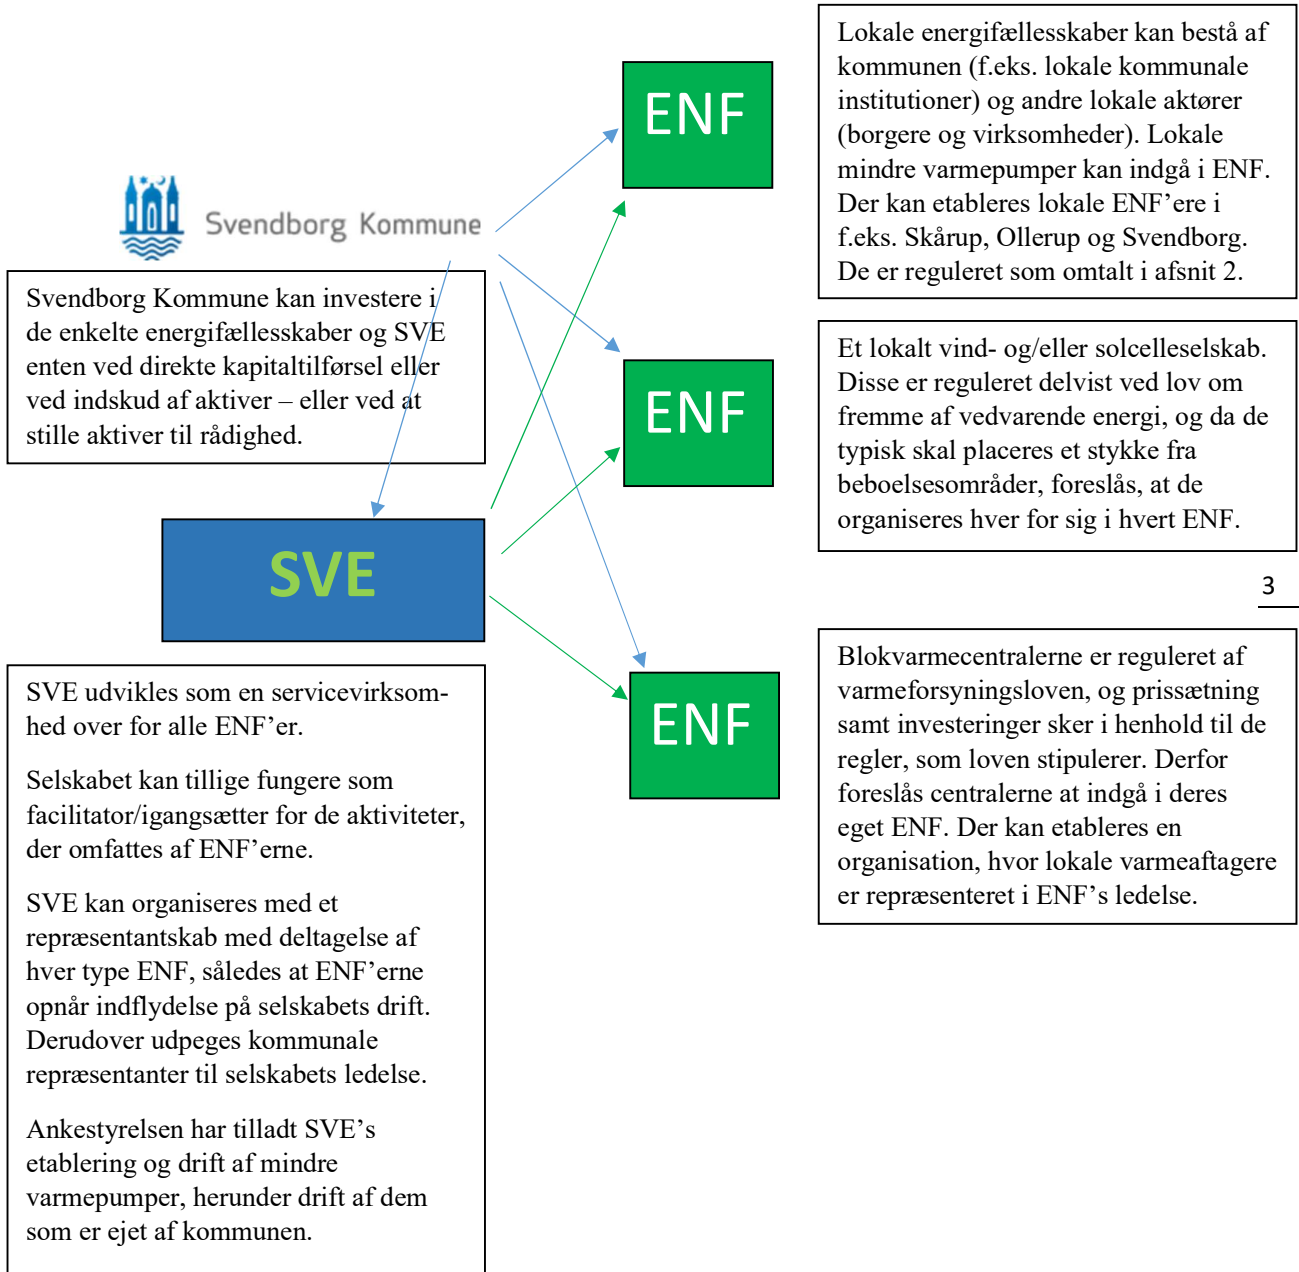 Svendborg Kommune
Svendborg Kommune kan investere i
de enkelte energifællesskaber og SVE
enten ved direkte kapitaltilførsel eller
ved indskud af aktiver – eller ved at
stille aktiver til rådighed.
SVE
SVE udvikles som en servicevirksom-
hed over for alle ENF’er.
Selskabet kan tillige fungere som
facilitator/igangsætter for de aktiviteter,
der omfattes af ENF’erne.
SVE kan organiseres med et
repræsentantskab med deltagelse af
hver type ENF, således at ENF’erne
opnår indflydelse på selskabets drift.
Derudover udpeges kommunale
repræsentanter til selskabets ledelse.
Ankestyrelsen har tilladt SVE’s
etablering og drift af mindre
varmepumper, herunder drift af dem
som er ejet af kommunen.
ENF
Lokale energifællesskaber kan bestå af
kommunen (f.eks. lokale kommunale
institutioner) og andre lokale aktører
(borgere og virksomheder). Lokale
mindre varmepumper kan indgå i ENF.
Der kan etableres lokale ENF’ere i
f.eks. Skårup, Ollerup og Svendborg.
De er reguleret som omtalt i afsnit 2.
ENF
Et lokalt vind- og/eller solcelleselskab.
Disse er reguleret delvist ved lov om
fremme af vedvarende energi, og da de
typisk skal placeres et stykke fra
beboelsesområder, foreslås, at de
organiseres hver for sig i hvert ENF.
3
ENF
Blokvarmecentralerne er reguleret af
varmeforsyningsloven, og prissætning
samt investeringer sker i henhold til de
regler, som loven stipulerer. Derfor
foreslås centralerne at indgå i deres
eget ENF. Der kan etableres en
organisation, hvor lokale varmeaftagere
er repræsenteret i ENF’s ledelse.